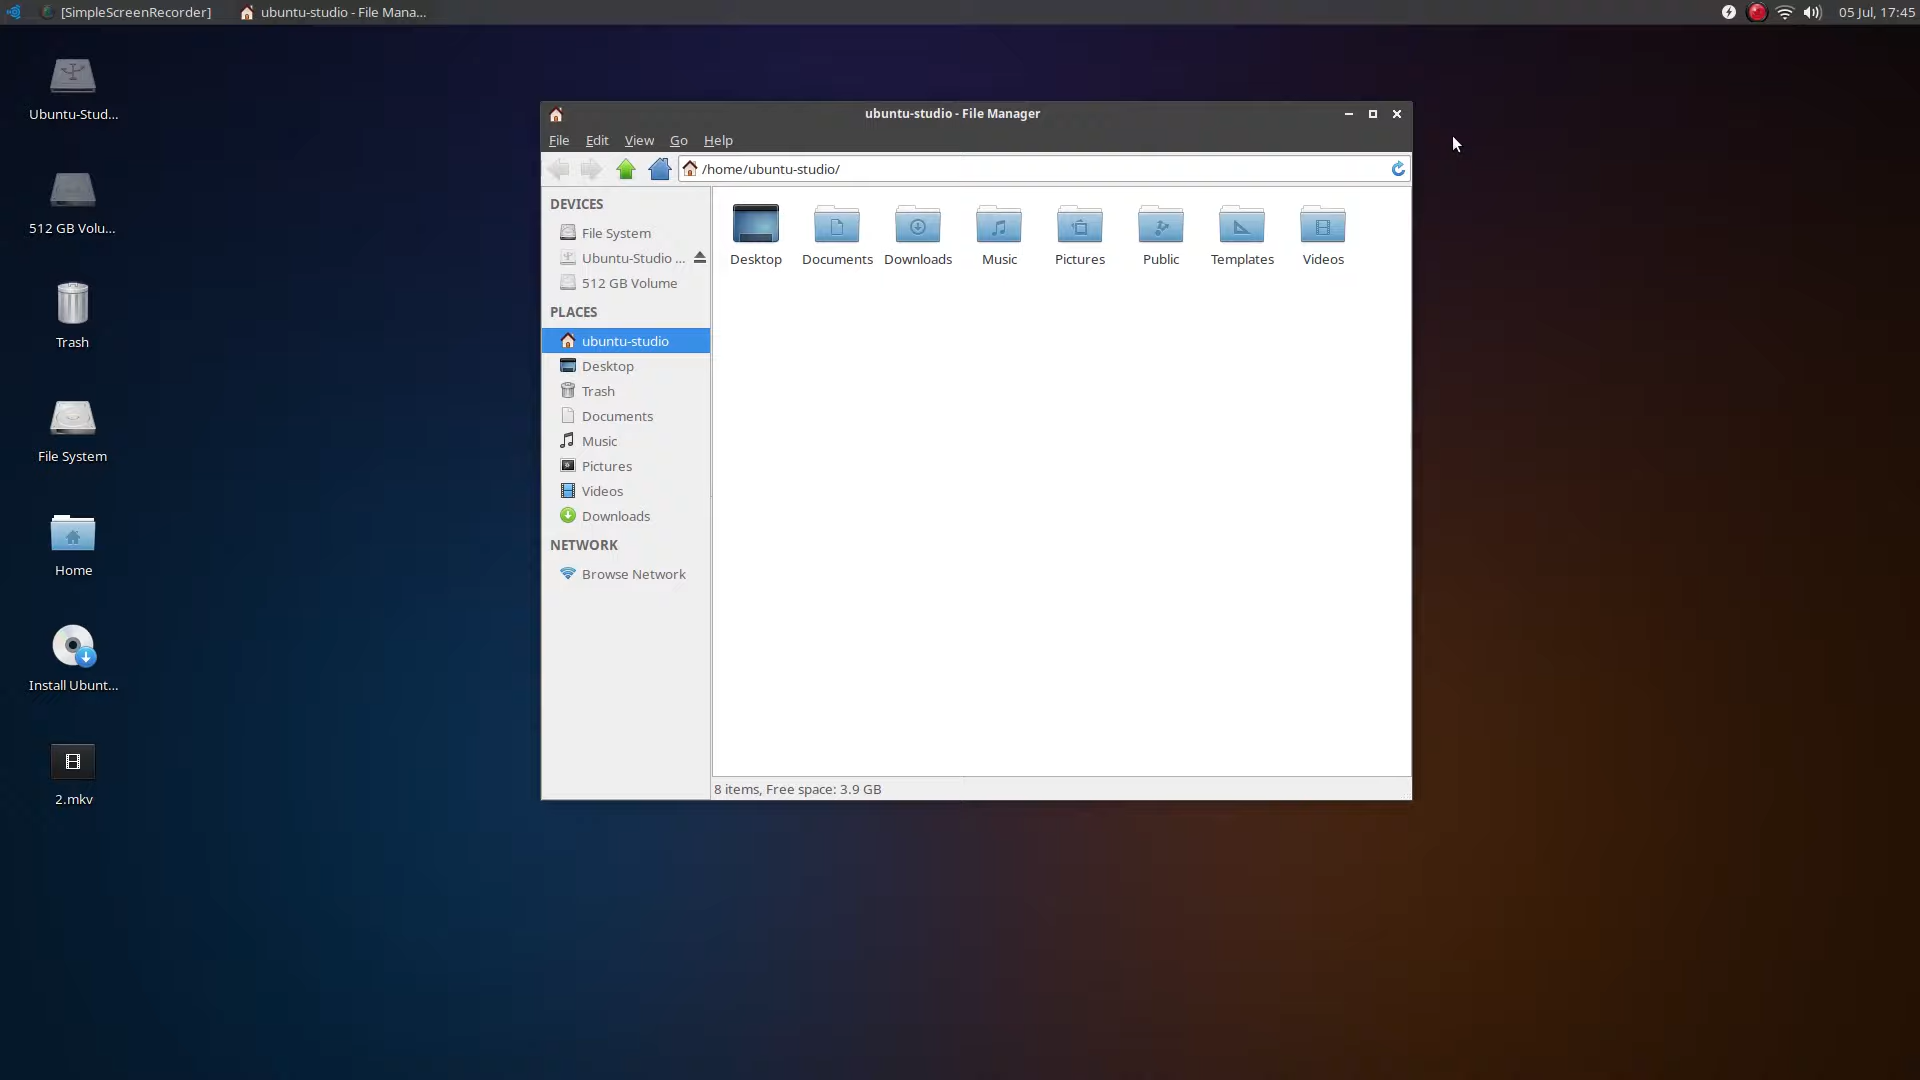 [SimpleScreenRecorder]
ubuntu-studio - File Mana...
05 Jul, 17:45
Ubuntu-Stud...
512 GB Volu...
Trash
File System
Home
Install Ubunt...
2.mkv
ubuntu-studio - File Manager
File Edit View Go Help
/home/ubuntu-studio/
DEVICES
File System
Ubuntu-Studio ...
512 GB Volume
PLACES
ubuntu-studio
Desktop
Trash
Documents
Music
Pictures
Videos
Downloads
NETWORK
Browse Network
Desktop Documents Downloads Music Pictures Public Templates Videos
8 items, Free space: 3.9 GB